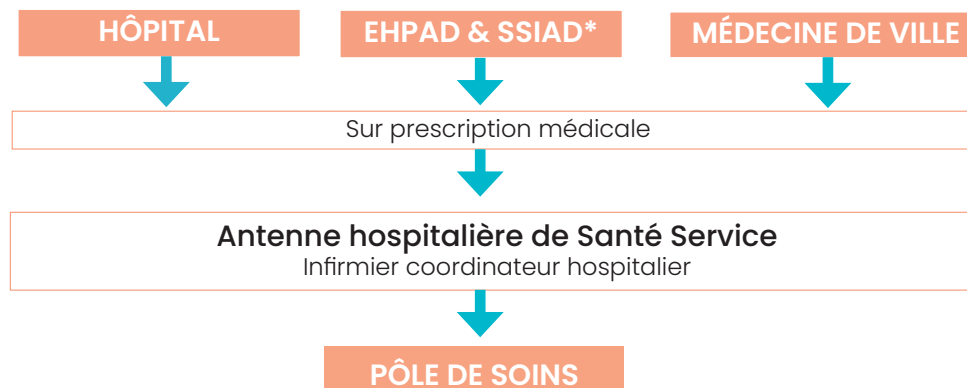 HÔPITAL
EHPAD & SSIAD*
MÉDECINE DE VILLE
Sur prescription médicale
Antenne hospitalière de Santé Service
Infirmier coordinateur hospitalier
PÔLE DE SOINS